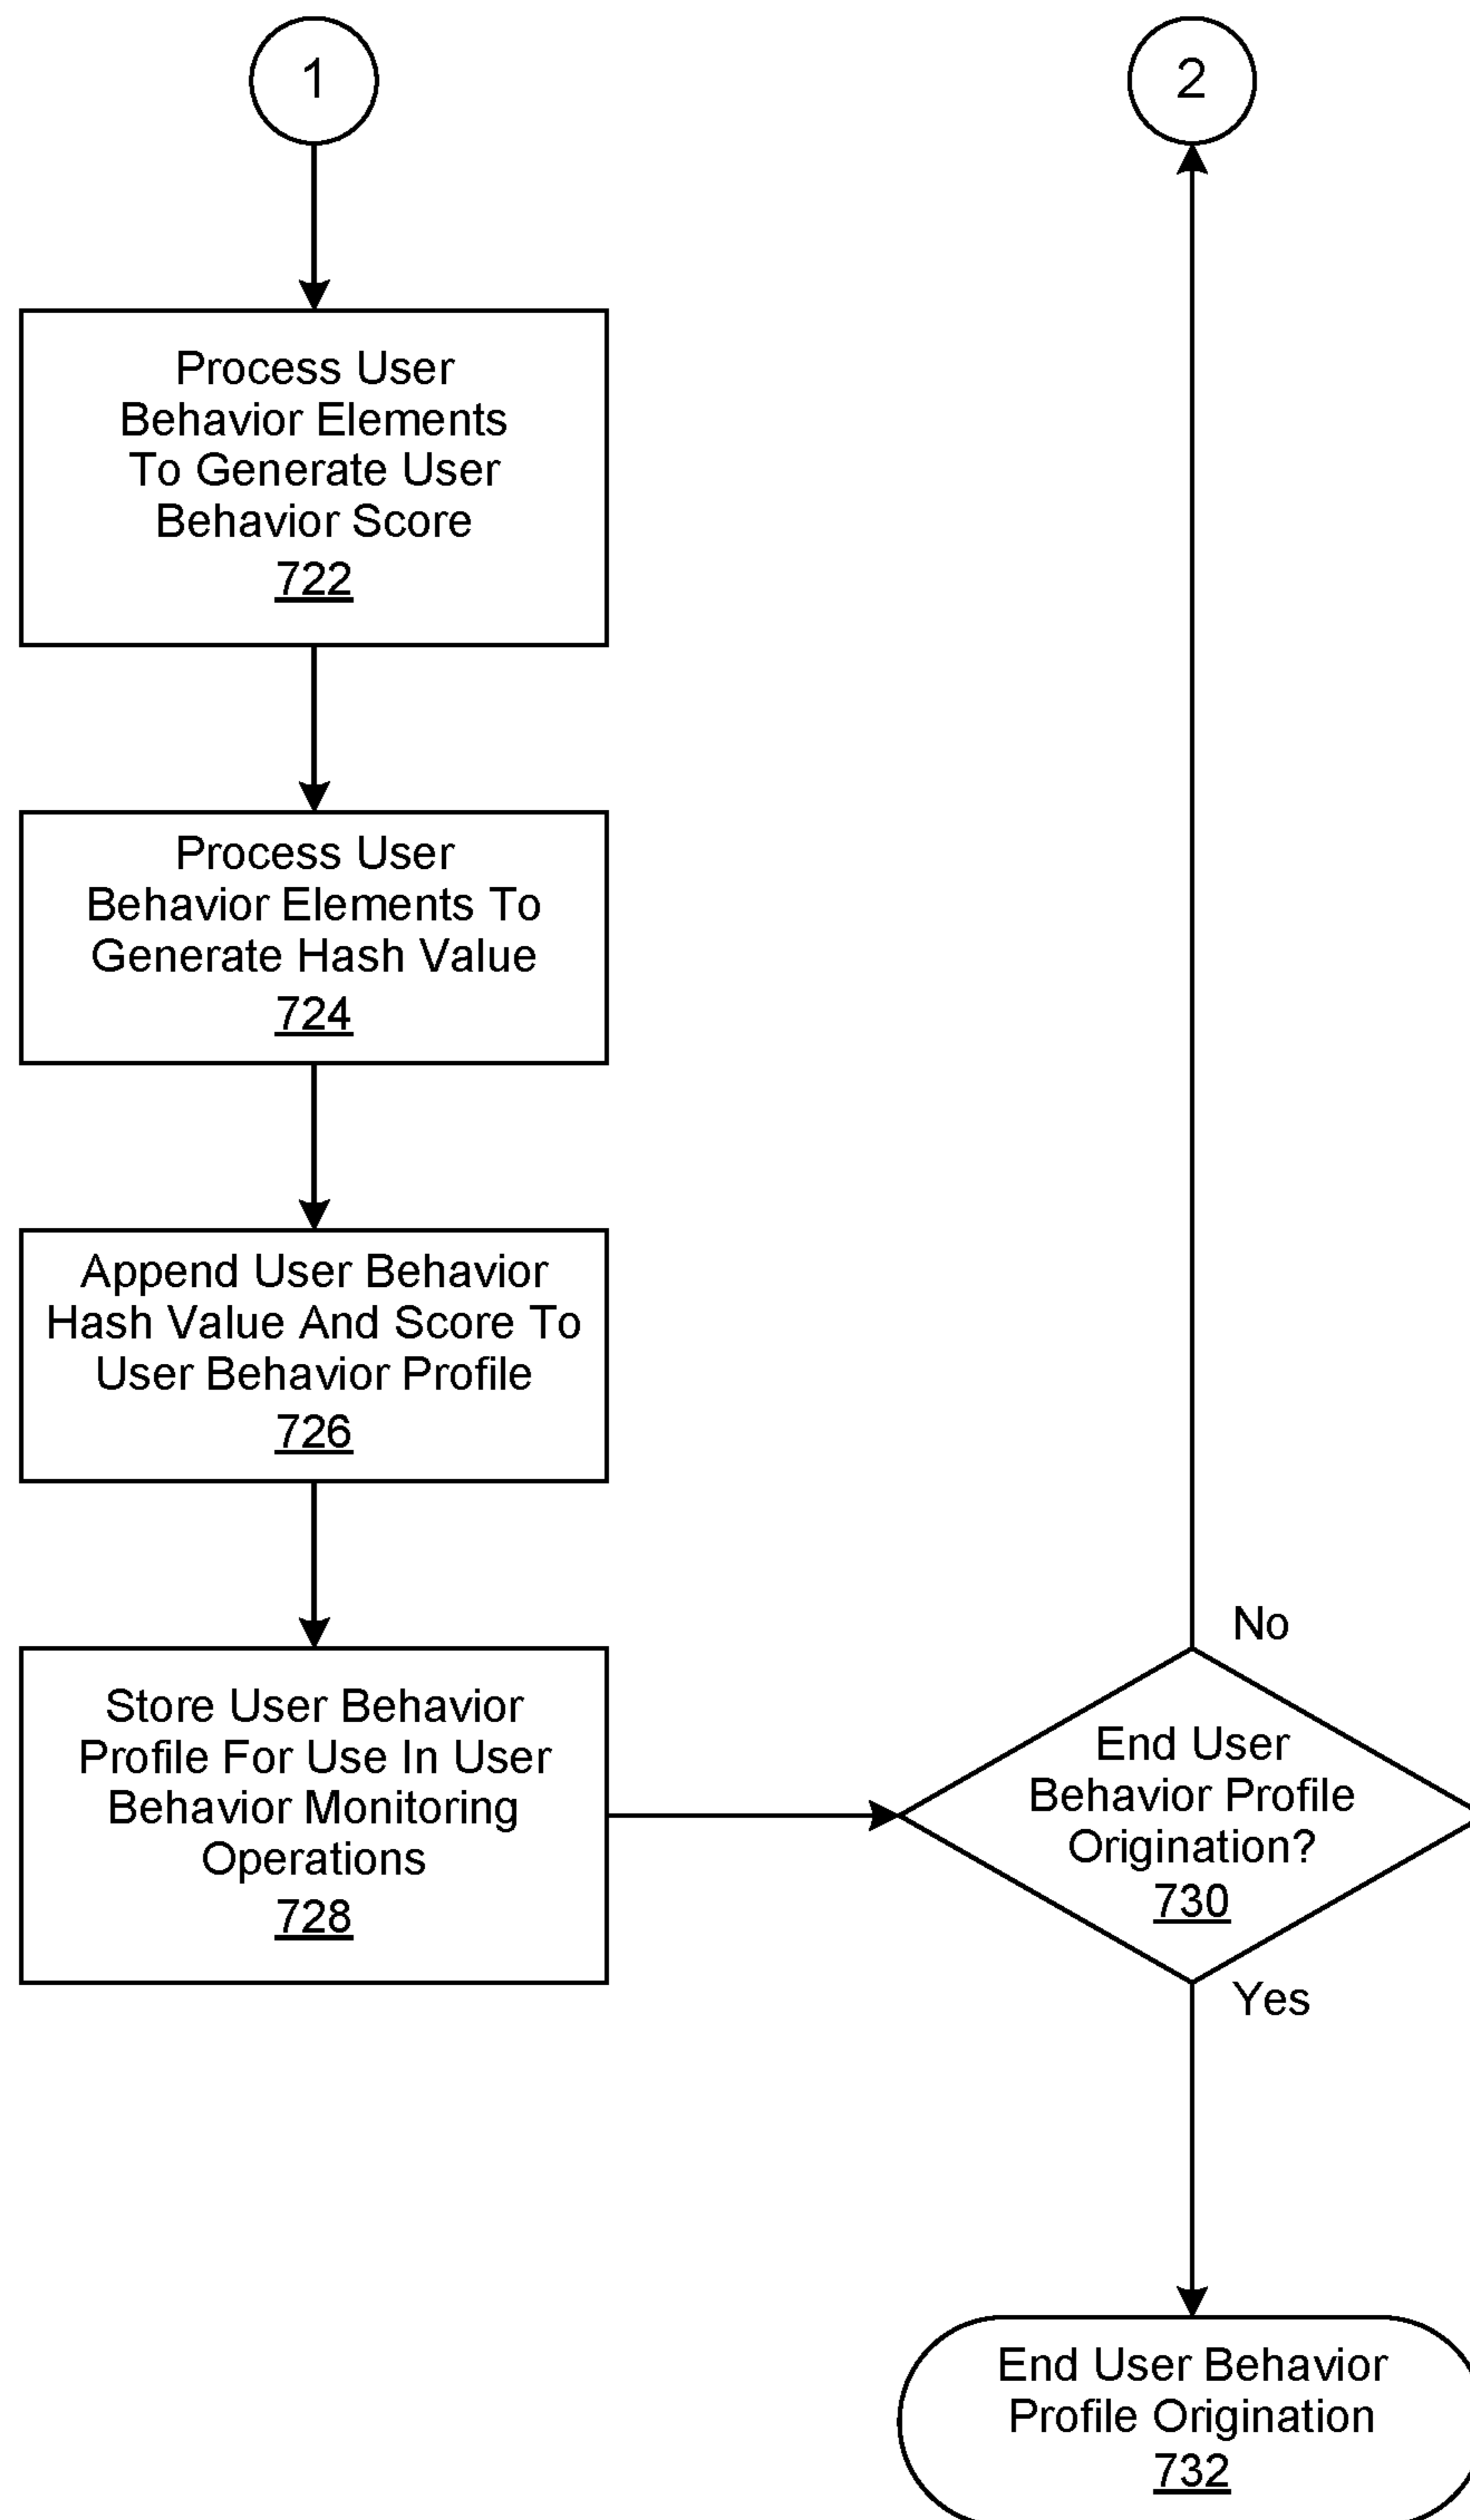 1
Process User
Behavior Elements
To Generate User
Behavior Score
722
Process User
Behavior Elements To
Generate Hash Value
724
Append User Behavior
Hash Value And Score To
User Behavior Profile
726
Store User Behavior
Profile For Use In User
Behavior Monitoring
Operations
728
2
No
End User
Behavior Profile
Origination?
730
Yes
End User Behavior
Profile Origination
732